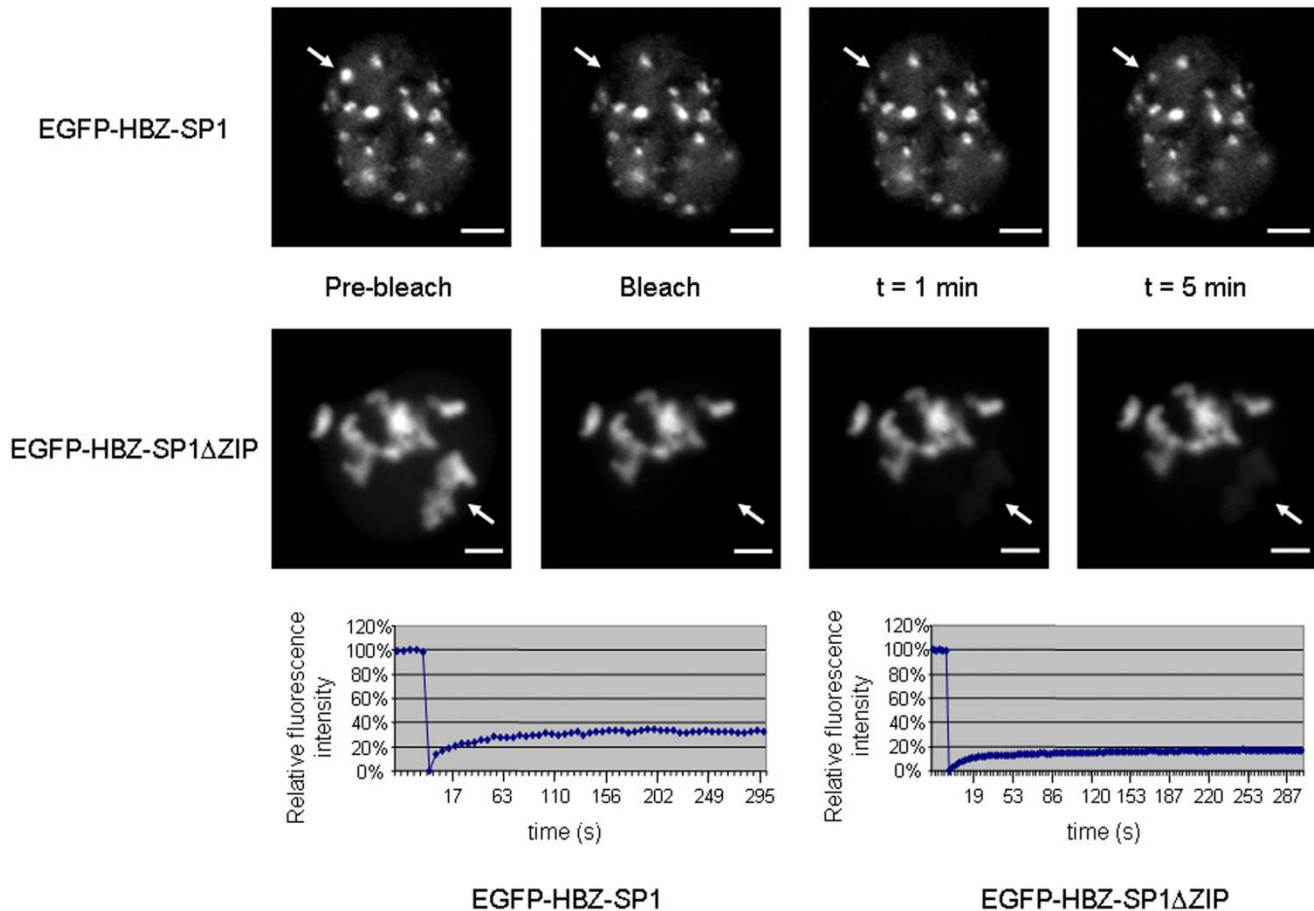 EGFP-HBZ-SP1
Pre-bleach
Bleach
t = 1 min
t = 5 min
EGFP-HBZ-SP1ΔZIP
Relative fluorescence
intensity
120%
100%
80%
60%
40%
20%
0%
17 63 110 156 202 249 295
time (s)
EGFP-HBZ-SP1
Relative fluorescence
intensity
120%
100%
80%
60%
40%
20%
0%
19 53 86 120 153 187 220 253 287
time (s)
EGFP-HBZ-SP1ΔZIP